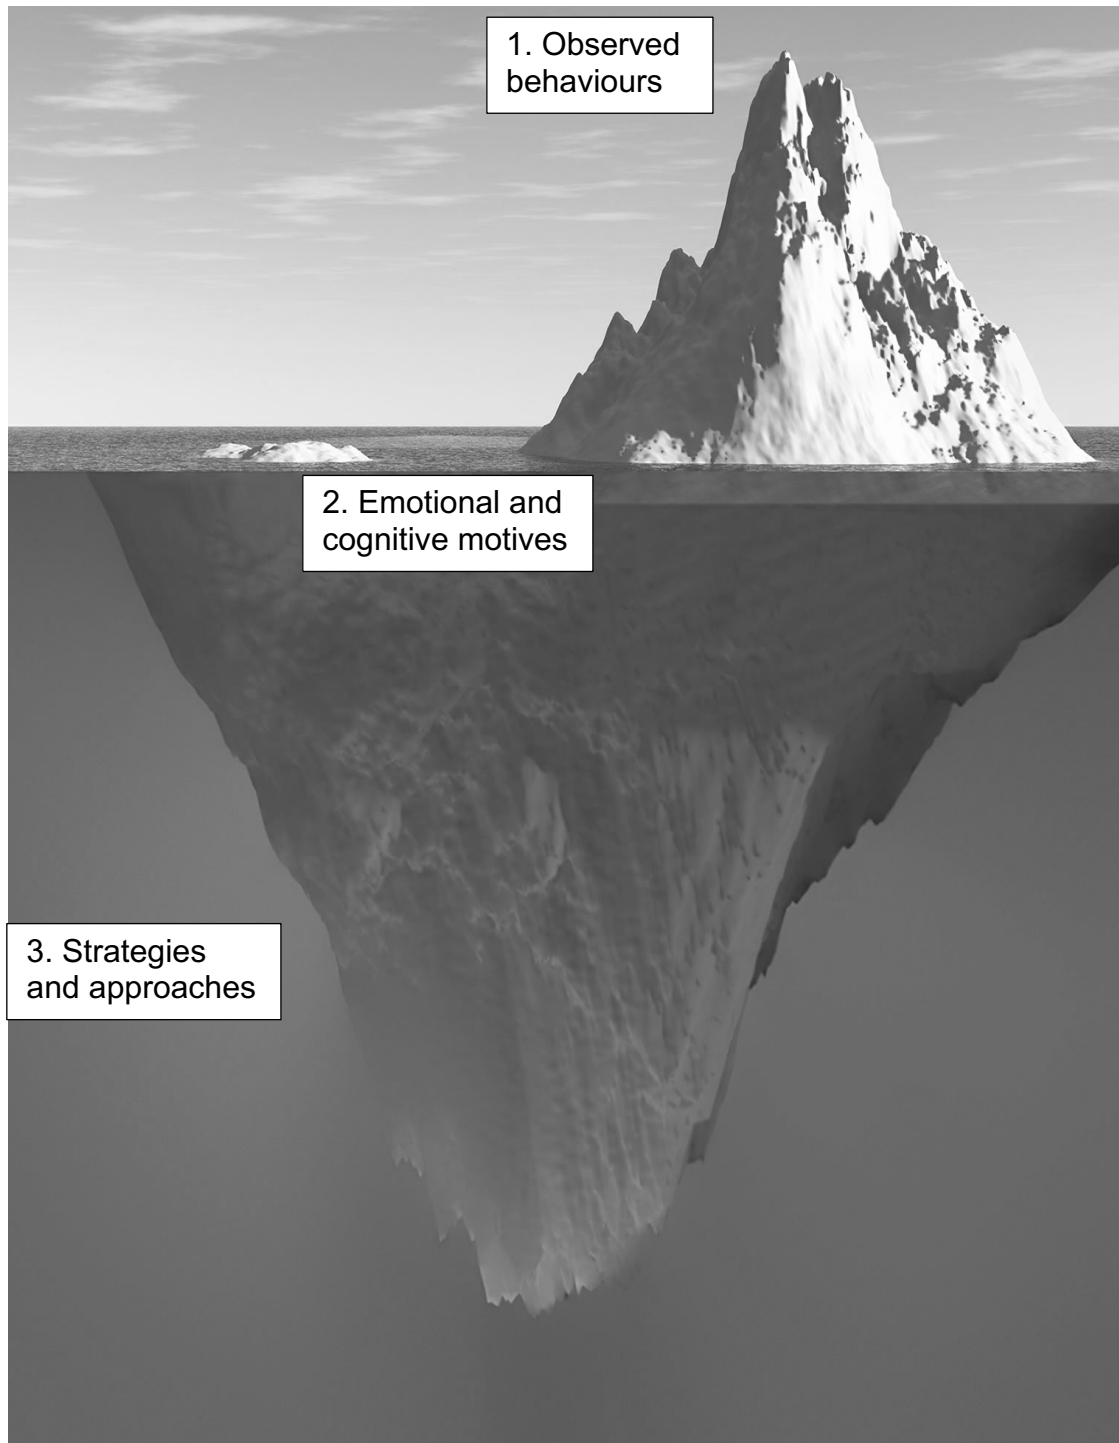 1. Observed
behaviours
2. Emotional and
cognitive motives
3. Strategies
and approaches